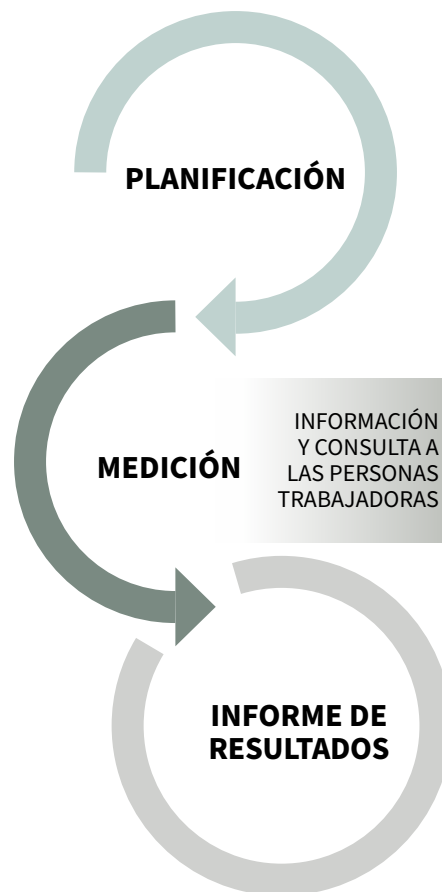 PLANIFICACIÓN
MEDICIÓN
INFORMACIÓN
Y CONSULTA A
LAS PERSONAS
TRABAJADORAS
INFORME DE
RESULTADOS